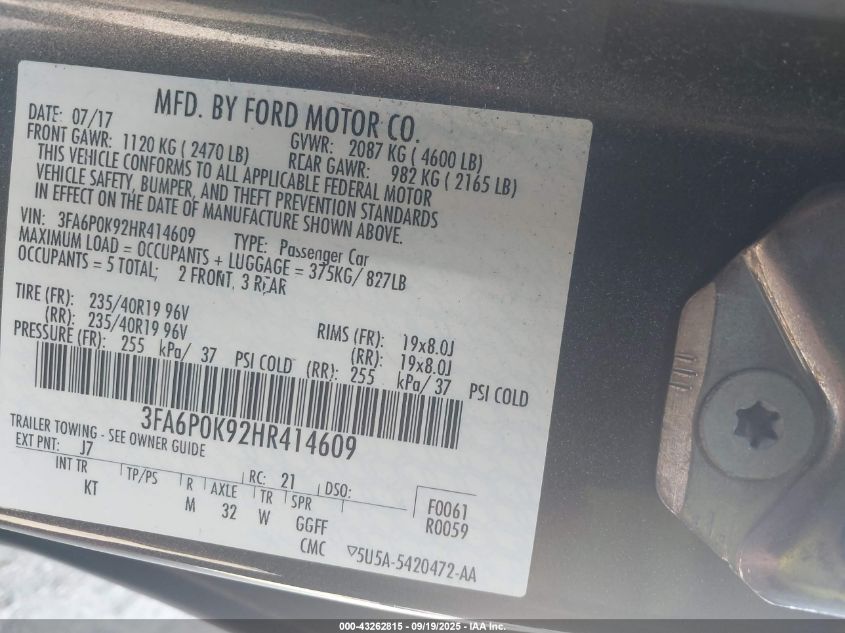 MFD. BY FORD MOTOR CO.
DATE: 07/17 GVWR: 2087 KG ( 4600 LB)
FRONT GAWR: 1120 KG ( 2470 LB) REAR GAWR: 982 KG ( 2165 LB)
THIS VEHICLE CONFORMS TO ALL APPLICABLE FEDERAL MOTOR
VEHICLE SAFETY, BUMPER, AND THEFT PREVENTION STANDARDS
IN EFFECT ON THE DATE OF MANUFACTURE SHOWN ABOVE.
VIN: 3FA6P0K92HR414609 TYPE: Passenger Car
MAXIMUM LOAD = OCCUPANTS + LUGGAGE = 375KG/ 827LB
OCCUPANTS = 5 TOTAL; 2 FRONT, 3 REAR
TIRE (FR): 235/40R19 96V RIMS (FR): 19x8.0J
(RR): 235/40R19 96V (RR): 19x8.0J
PRESSURE (FR): 255 kPa/ 37 PSI COLD (RR): 255 kPa/ 37 PSI COLD
3FA6P0K92HR414609
TRAILER TOWING - SEE OWNER GUIDE
EXT PNT: J7 RC: 21 DSO:
INT TR TP/PS R AXLE TR SPR F0061
KT M 32 W GGFF R0059
CMC ▽5U5A-5420472-AA
000-43262815 - 09/19/2025 - IAA Inc.